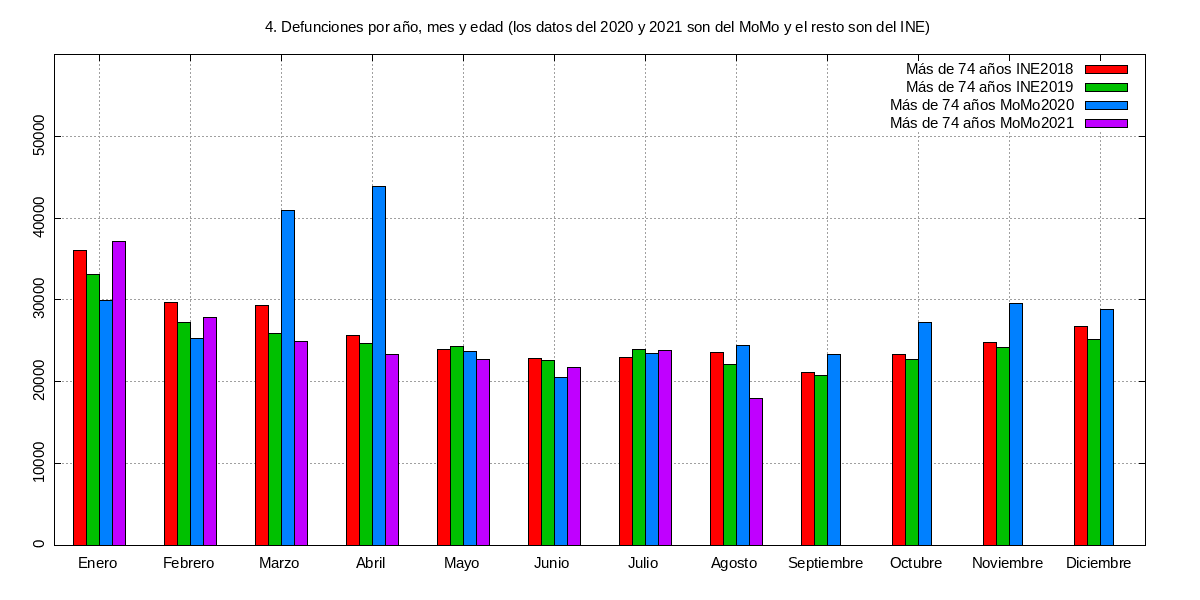 4. Defunciones por año, mes y edad (los datos del 2020 y 2021 son del MoMo y el resto son del INE)
Más de 74 años INE2018
Más de 74 años INE2019
Más de 74 años MoMo2020
Más de 74 años MoMo2021
50000
40000
30000
20000
10000
0
Enero Febrero Marzo Abril Mayo Junio Julio Agosto Septiembre Octubre Noviembre Diciembre